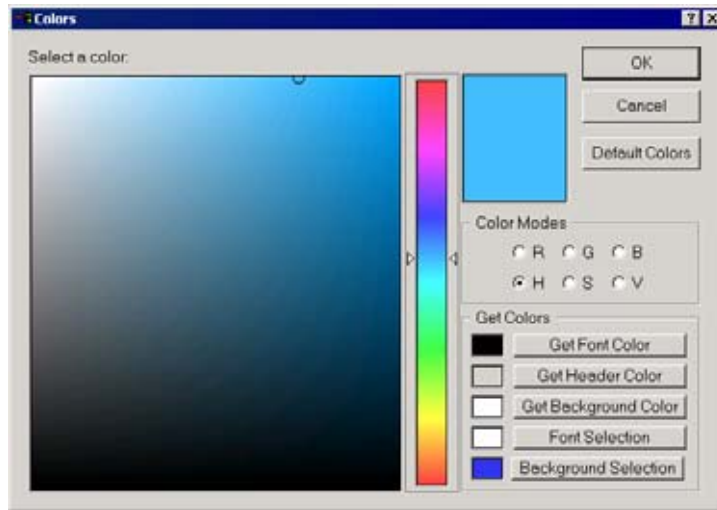 Colors
Select a color:
OK
Cancel
Default Colors
Color Modes
R G B
H S V
Get Colors
Get Font Color
Get Header Color
Get Background Color
Font Selection
Background Selection